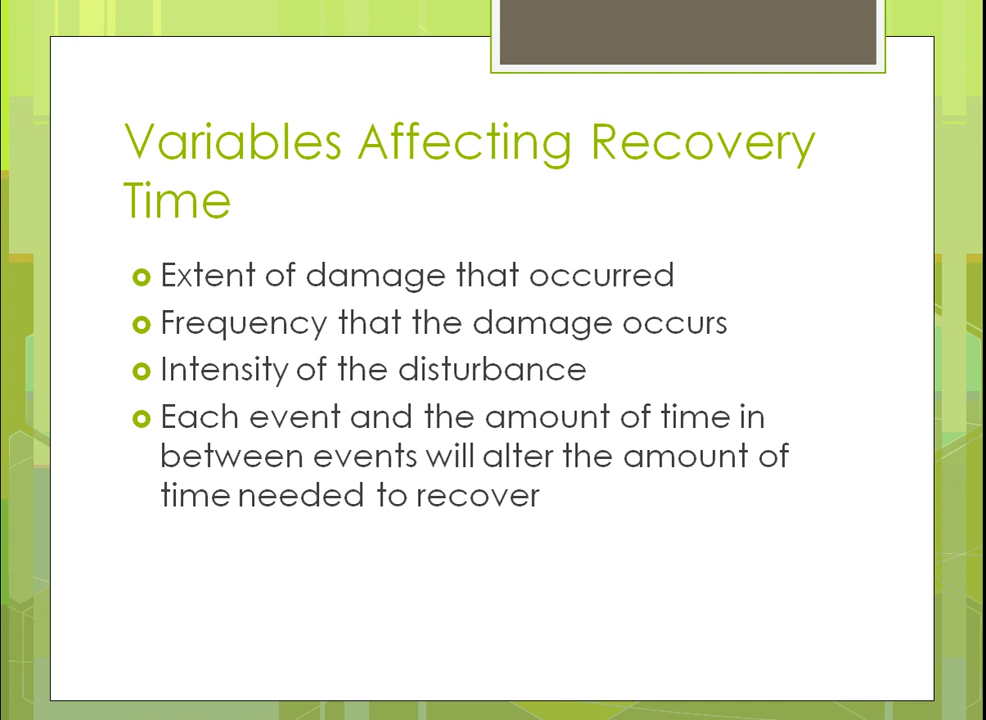 Variables Affecting Recovery
Time
Extent of damage that occurred
Frequency that the damage occurs
Intensity of the disturbance
Each event and the amount of time in
between events will alter the amount of
time needed to recover